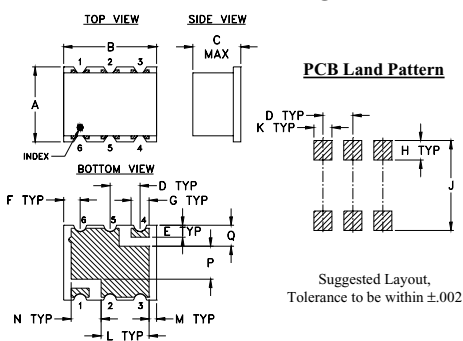 TOP VIEW
SIDE VIEW
B
C
MAX
1 2 3
A
6 5 4
INDEX
PCB Land Pattern
D TYP
K TYP
H TYP
J
BOTTOM VIEW
D TYP
F TYP
G TYP
6 5 4
E TYP
Q
P
1 2 3
N TYP
M TYP
L TYP
Suggested Layout,
Tolerance to be within ±.002